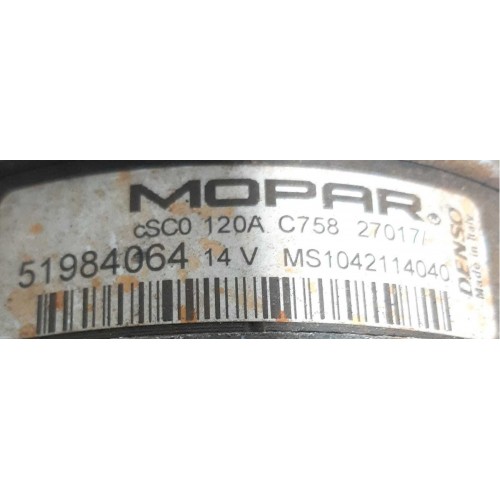 MOPAR®
cSC0 120A C758 27017/
51984064 14 V MS1042114040
DENSO
Made in Italy